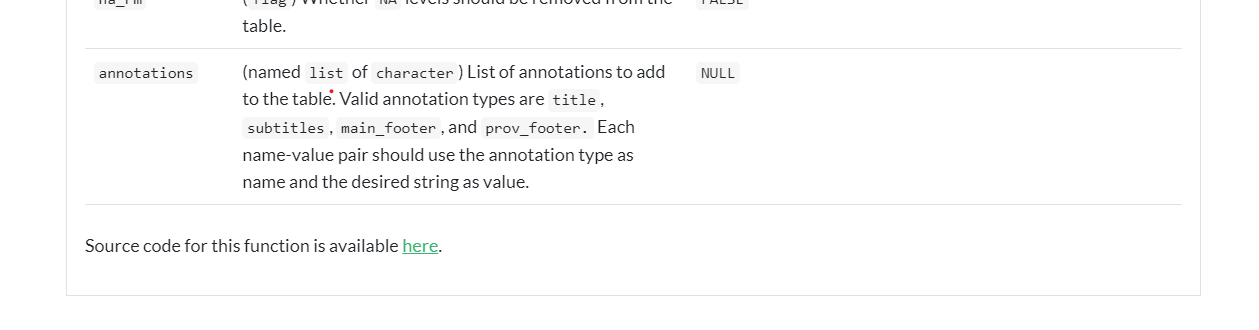 na_rm (flag) Whether NA levels should be removed from the FALSE
table.
annotations (named list of character) List of annotations to add NULL
to the table. Valid annotation types are title,
subtitles, main_footer, and prov_footer. Each
name-value pair should use the annotation type as
name and the desired string as value.
Source code for this function is available here.